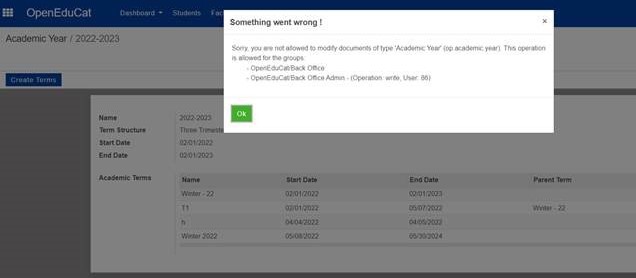 OpenEduCat Dashboard Students Fac
Something went wrong ! ×
Academic Year / 2022-2023
Sorry, you are not allowed to modify documents of type 'Academic Year' (op.academic.year). This operation
is allowed for the groups:
- OpenEduCat/Back Office
- OpenEduCat/Back Office Admin - (Operation: write, User: 86)
Create Terms
Ok
Name 2022-2023
Term Structure Three Trimeste
Start Date 02/01/2022
End Date 02/01/2023
Academic Terms Name Start Date End Date Parent Term
Winter - 22 02/01/2022 02/01/2023
T1 02/01/2022 05/07/2022 Winter - 22
h 04/04/2022 04/05/2022
Winter 2022 05/08/2022 05/30/2024